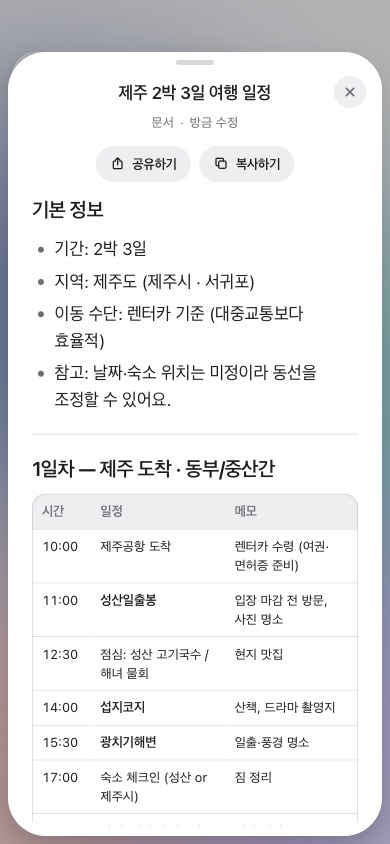 제주 2박 3일 여행 일정
문서 · 방금 수정
공유하기 복사하기
기본 정보
• 기간: 2박 3일
• 지역: 제주도 (제주시 · 서귀포)
• 이동 수단: 렌터카 기준 (대중교통보다
효율적)
• 참고: 날짜·숙소 위치는 미정이라 동선을
조정할 수 있어요.
1일차 — 제주 도착 · 동부/중산간
시간 일정 메모
10:00 제주공항 도착 렌터카 수령 (여권·
면허증 준비)
11:00 성산일출봉 입장 마감 전 방문,
사진 명소
12:30 점심: 성산 고기국수 / 현지 맛집
해녀 물회
14:00 섭지코지 산책, 드라마 촬영지
15:30 광치기해변 일출·풍경 명소
17:00 숙소 체크인 (성산 or 짐 정리
제주시)